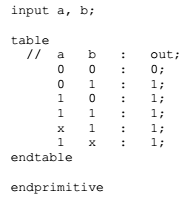 input a, b;
table
// a b : out;
0 0 : 0;
0 1 : 1;
1 0 : 1;
1 1 : 1;
x 1 : 1;
1 x : 1;
endtable
endprimitive